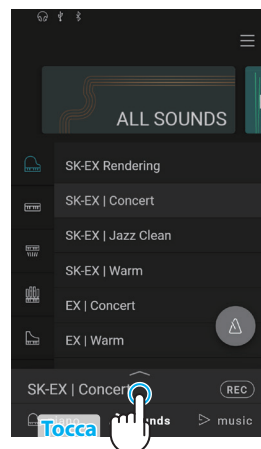 ALL SOUNDS
SK-EX Rendering
SK-EX | Concert
SK-EX | Jazz Clean
SK-EX | Warm
EX | Concert
EX | Warm
SK-EX | Concert
REC
music
Tocca